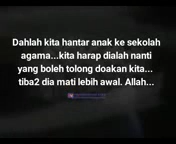 Dahlah kita hantar anak ke sekolah
agama...kita harap dialah nanti
yang boleh tolong doakan kita...
tiba2 dia mati lebih awal. Allah...